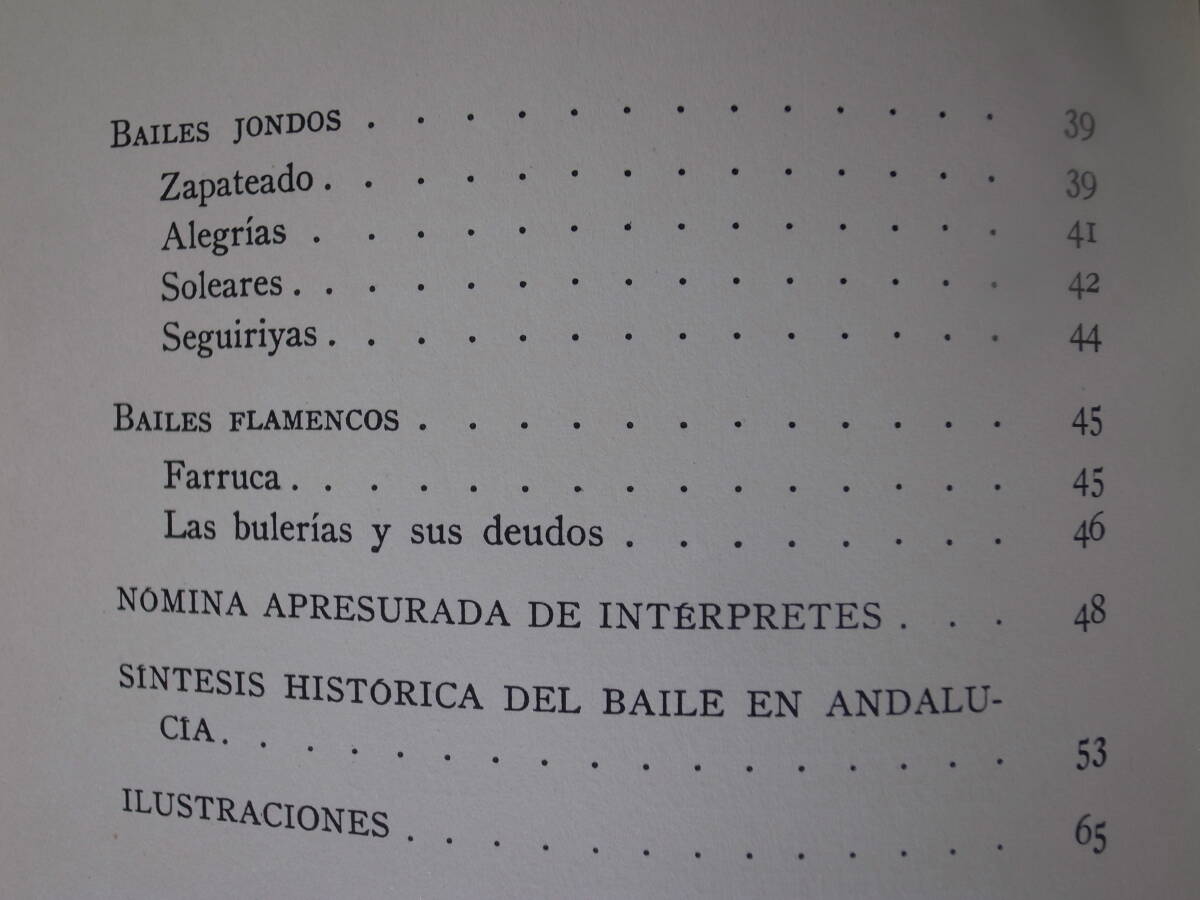 BAILES JONDOS . . . . . . . . . . . . . 39
Zapateado . . . . . . . . . . . . . . 39
Alegrías . . . . . . . . . . . . . . 41
Soleares . . . . . . . . . . . . . . . 42
Seguiriyas . . . . . . . . . . . . . . 44
BAILES FLAMENCOS . . . . . . . . . . . . 45
Farruca . . . . . . . . . . . . . . . 45
Las bulerías y sus deudos . . . . . . . . 46
NÓMINA APRESURADA DE INTÉRPRETES . . . 48
SÍNTESIS HISTÓRICA DEL BAILE EN ANDALU-
CÍA . . . . . . . . . . . . . . . . 53
ILUSTRACIONES . . . . . . . . . . . . 65